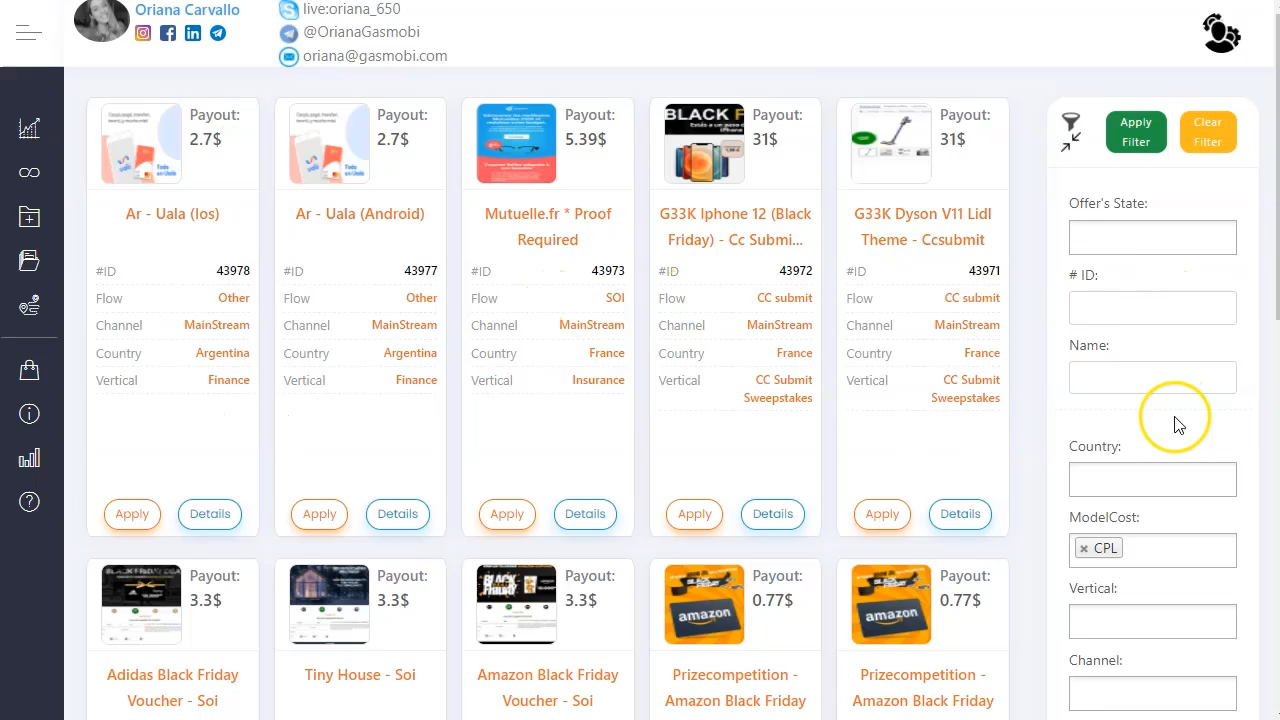 Oriana Carvallo
live:oriana_650
@OrianaGasmobi
oriana@gasmobi.com
Payout:
2.7$
Ar - Uala (Ios)
#ID 43978
Flow Other
Channel MainStream
Country Argentina
Vertical Finance
Apply Details
Payout:
2.7$
Ar - Uala (Android)
#ID 43977
Flow Other
Channel MainStream
Country Argentina
Vertical Finance
Apply Details
Payout:
5.39$
Mutuelle.fr * Proof
Required
#ID 43973
Flow SOI
Channel MainStream
Country France
Vertical Insurance
Apply Details
BLACK F
Payout:
31$
G33K Iphone 12 (Black
Friday) - Cc Submi...
#ID 43972
Flow CC submit
Channel MainStream
Country France
Vertical CC Submit
Sweepstakes
Apply Details
Payout:
31$
G33K Dyson V11 Lidl
Theme - Ccsubmit
#ID 43971
Flow CC submit
Channel MainStream
Country France
Vertical CC Submit
Sweepstakes
Apply Details
Payout:
3.3$
Adidas Black Friday
Voucher - Soi
Payout:
3.3$
Tiny House - Soi
Payout:
3.3$
Amazon Black Friday
Voucher - Soi
amazon
Payout:
0.77$
Prizecompetition -
Amazon Black Friday
amazon
Payout:
0.77$
Prizecompetition -
Amazon Black Friday
Apply
Filter
Clear
Filter
Offer's State:
# ID:
Name:
Country:
ModelCost:
× CPL
Vertical:
Channel: